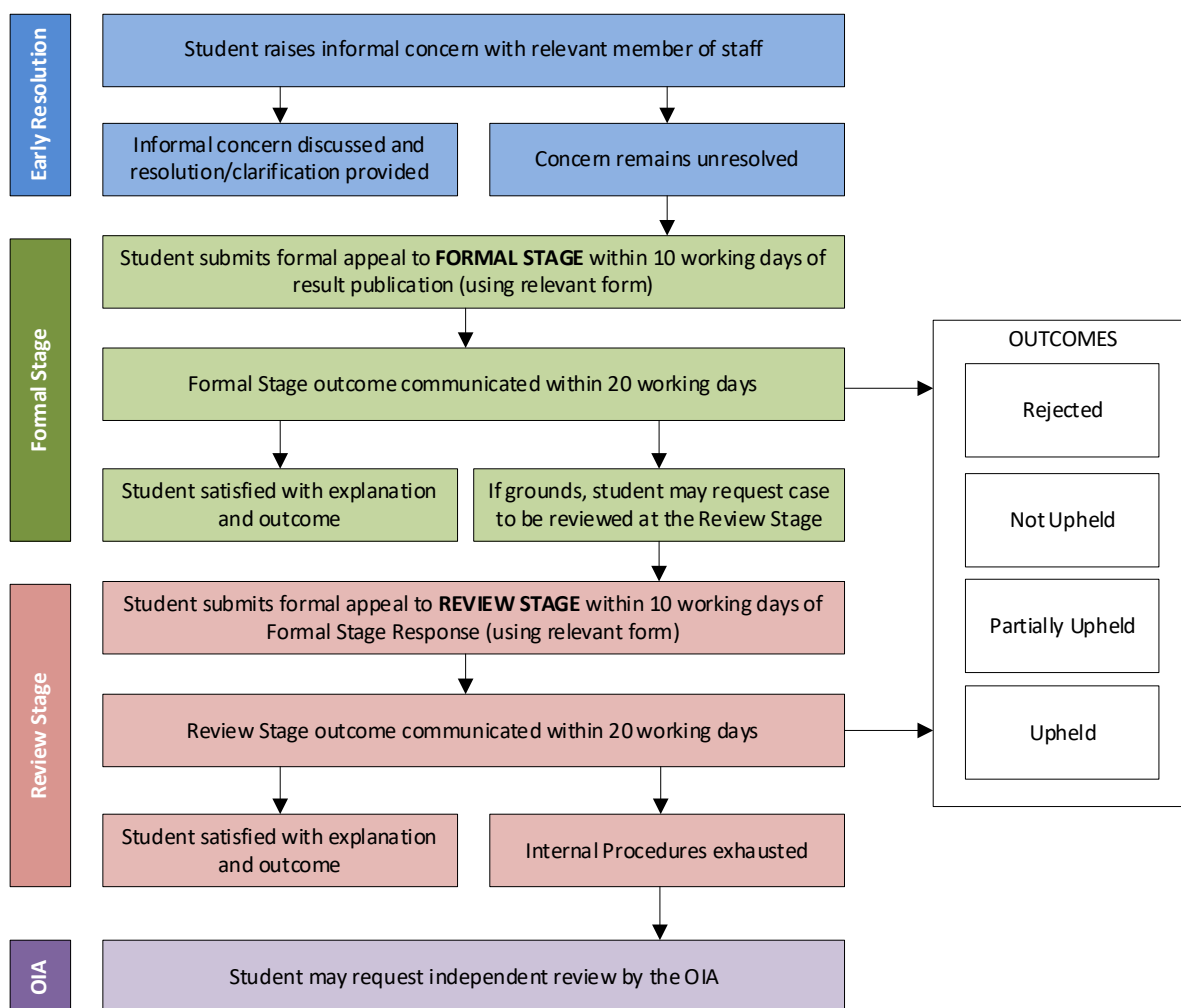 Early Resolution
Student raises informal concern with relevant member of staff
Informal concern discussed and
resolution/clarification provided
Concern remains unresolved
Formal Stage
Student submits formal appeal to FORMAL STAGE within 10 working days of
result publication (using relevant form)
Formal Stage outcome communicated within 20 working days
Student satisfied with explanation
and outcome
If grounds, student may request case
to be reviewed at the Review Stage
OUTCOMES
Rejected
Not Upheld
Partially Upheld
Upheld
Review Stage
Student submits formal appeal to REVIEW STAGE within 10 working days of
Formal Stage Response (using relevant form)
Review Stage outcome communicated within 20 working days
Student satisfied with explanation
and outcome
Internal Procedures exhausted
OIA
Student may request independent review by the OIA